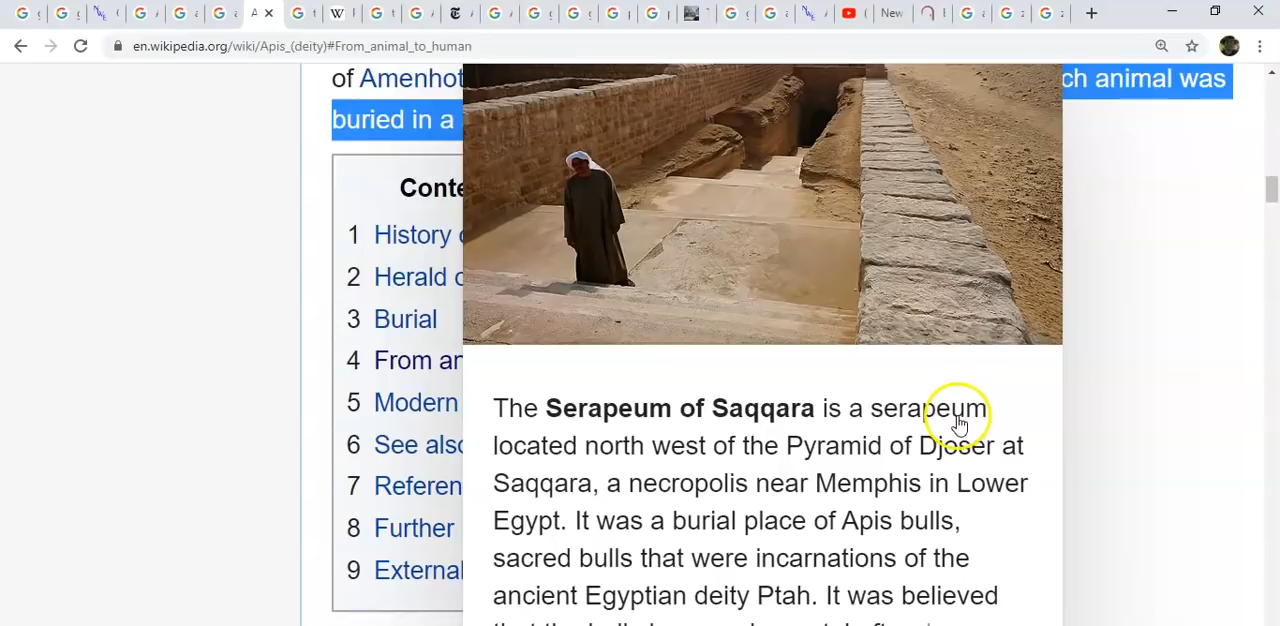 en.wikipedia.org/wiki/Apis_(deity)#From_animal_to_human
of Amenhot
ch animal was
buried in a
Conte
1 History
2 Herald
3 Burial
4 From an
5 Modern
6 See also
7 Referen
8 Further
9 External
The Serapeum of Saqqara is a serapeum
located north west of the Pyramid of Djoser at
Saqqara, a necropolis near Memphis in Lower
Egypt. It was a burial place of Apis bulls,
sacred bulls that were incarnations of the
ancient Egyptian deity Ptah. It was believed